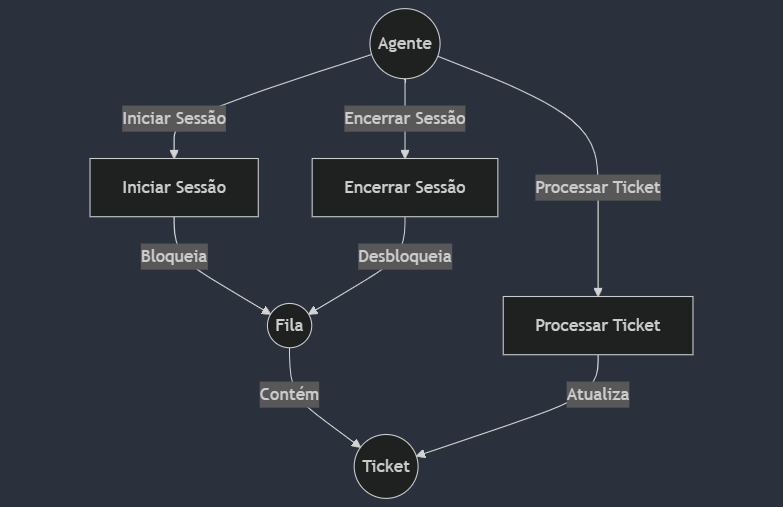 Agente
Iniciar Sessão
Encerrar Sessão
Processar Ticket
Iniciar Sessão
Encerrar Sessão
Bloqueia
Desbloqueia
Fila
Processar Ticket
Contém
Atualiza
Ticket